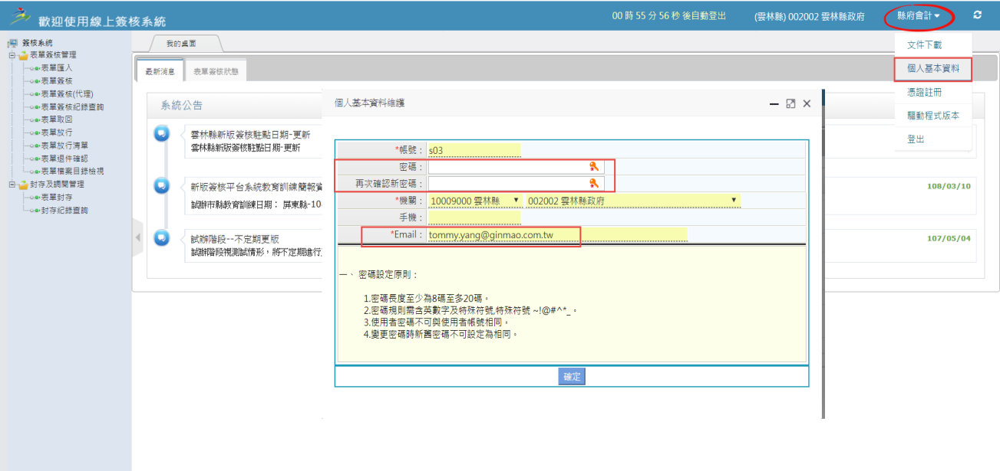 歡迎使用線上簽核系統
00 時 55 分 56 秒 後自動登出
(雲林縣) 002002 雲林縣政府
縣府會計
文件下載
個人基本資料
憑證註冊
驅動程式版本
登出
簽核系統
表單簽核管理
表單匯入
表單簽核
表單簽核(代理)
表單簽核紀錄查詢
表單取回
表單放行
表單放行清單
表單退件確認
表單檔案目錄檢視
封存及調閱管理
表單封存
封存紀錄查詢
我的桌面
最新消息
表單簽核狀態
系統公告
雲林縣新版簽核駐點日期-更新
雲林縣新版簽核駐點日期-更新
新版簽核平台系統教育訓練簡報資
試辦市縣教育訓練日期： 屏東縣-10
108/03/10
試辦階段--不定期更版
試辦階段視測試情形，將不定期進行
107/05/04
個人基本資料維護
*帳號： s03
密碼：
再次確認新密碼：
*機關： 10009000 雲林縣 002002 雲林縣政府
手機：
*Email： tommy.yang@ginmao.com.tw
一、 密碼設定原則：
1.密碼長度至少為8碼至多20碼。
2.密碼規則需含英數字及特殊符號,特殊符號 ~!@#^*_。
3.使用者密碼不可與使用者帳號相同。
4.變更密碼時新舊密碼不可設定為相同。
確定